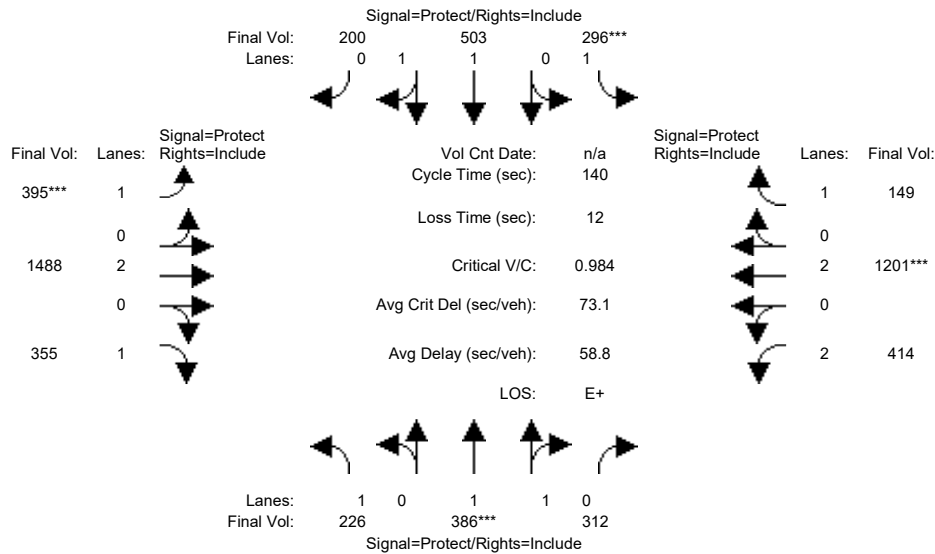 Signal=Protect/Rights=Include
Final Vol: 200 503 296***
Lanes: 0 1 1 0 1
Signal=Protect Signal=Protect
Final Vol: Lanes: Rights=Include Vol Cnt Date: n/a Rights=Include Lanes: Final Vol:
Cycle Time (sec): 140
395*** 1 1 149
Loss Time (sec): 12
0 0
1488 2 Critical V/C: 0.984 2 1201***
0 Avg Crit Del (sec/veh): 73.1 0
355 1 Avg Delay (sec/veh): 58.8 2 414
LOS: E+
Lanes: 1 0 1 1 0
Final Vol: 226 386*** 312
Signal=Protect/Rights=Include